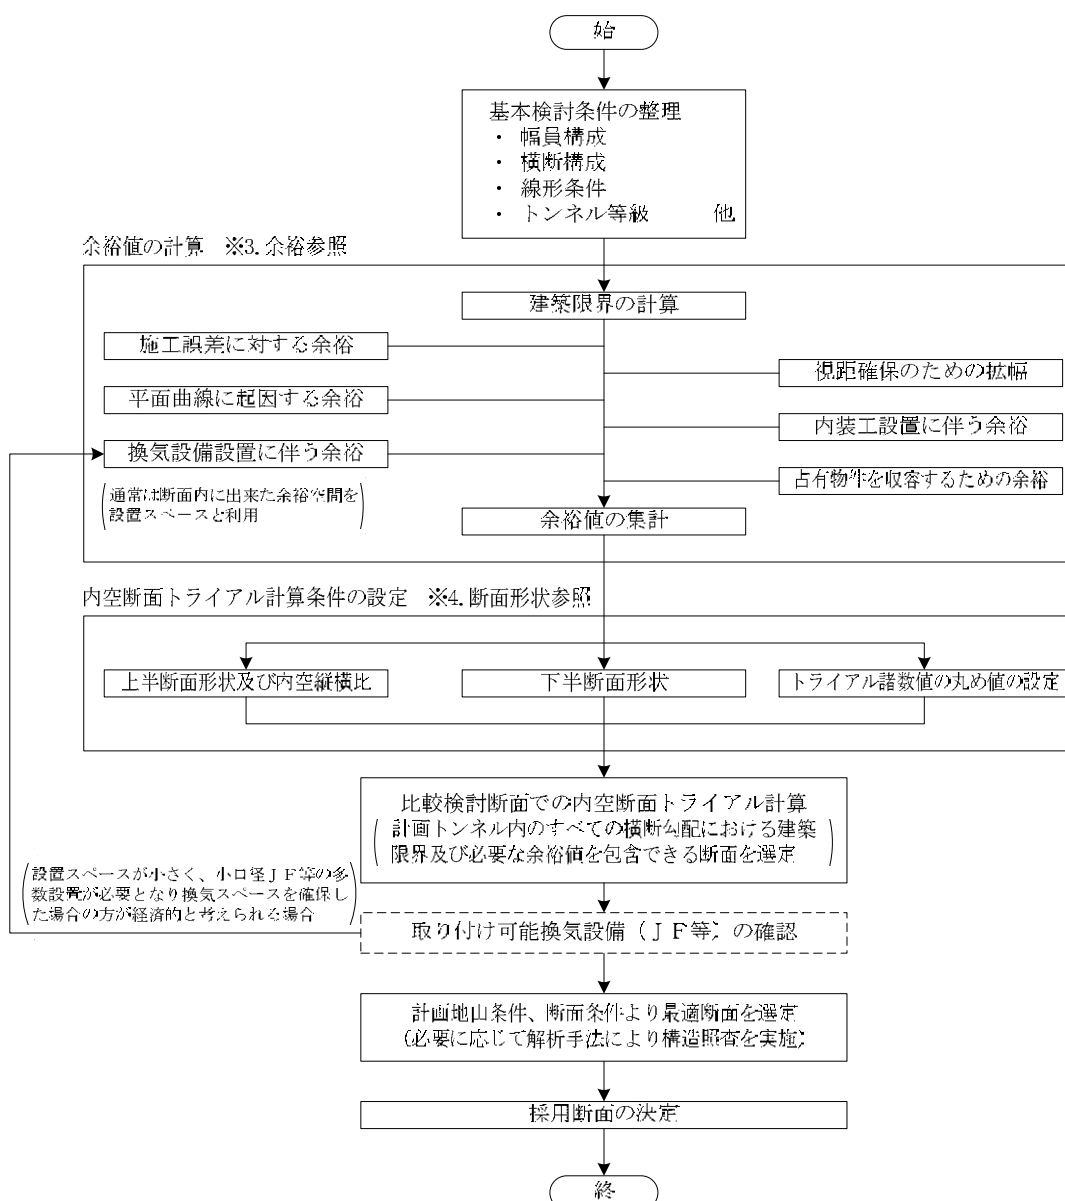 始
基本検討条件の整理
・ 幅員構成
・ 横断構成
・ 線形条件
・ トンネル等級 他
余裕値の計算 ※3. 余裕参照
建築限界の計算
施工誤差に対する余裕
視距確保のための拡幅
平面曲線に起因する余裕
内装工設置に伴う余裕
換気設備設置に伴う余裕
占有物件を収容するための余裕
(通常は断面内に出来た余裕空間を
設置スペースと利用)
余裕値の集計
内空断面トライアル計算条件の設定 ※4. 断面形状参照
上半断面形状及び内空縦横比
下半断面形状
トライアル諸数値の丸め値の設定
比較検討断面での内空断面トライアル計算
(計画トンネル内のすべての横断勾配における建築
限界及び必要な余裕値を包含できる断面を選定)
(設置スペースが小さく、小口径JF等の多
数設置が必要となり換気スペースを確保し
た場合の方が経済的と考えられる場合)
取り付け可能換気設備(JF等)の確認
計画地山条件、断面条件より最適断面を選定
(必要に応じて解析手法により構造照査を実施)
採用断面の決定
終